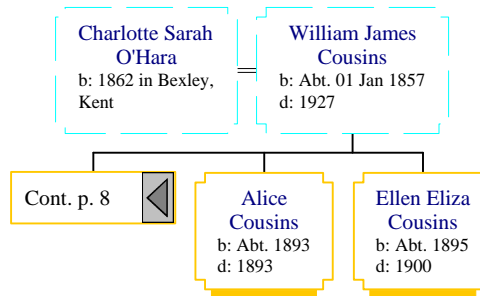 Charlotte Sarah
O'Hara
b: 1862 in Bexley,
Kent
William James
Cousins
b: Abt. 01 Jan 1857
d: 1927
Cont. p. 8
Alice
Cousins
b: Abt. 1893
d: 1893
Ellen Eliza
Cousins
b: Abt. 1895
d: 1900